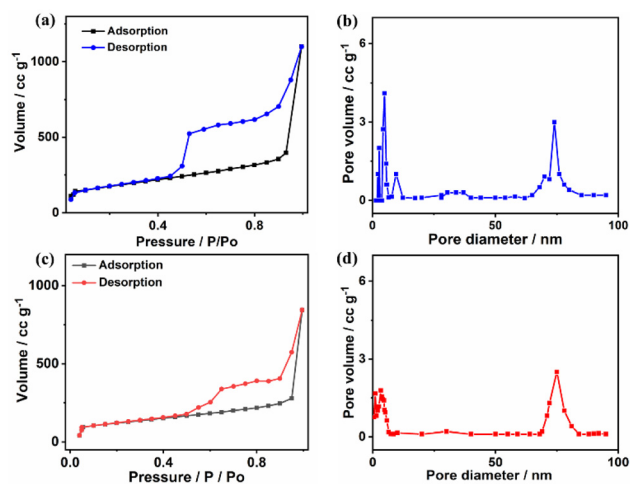 (a)
Adsorption
Desorption
Volume / cc g-1
1000
500
0
0.0
0.4
0.8
Pressure / P/Po
(b)
Pore volume / cc g-1
6
3
0
0
50
100
Pore diameter / nm
(c)
Adsorption
Desorption
Volume / cc g-1
1000
500
0
0.0
0.4
0.8
Pressure / P / Po
(d)
Pore volume / cc g-1
6
3
0
0
50
100
Pore diameter / nm